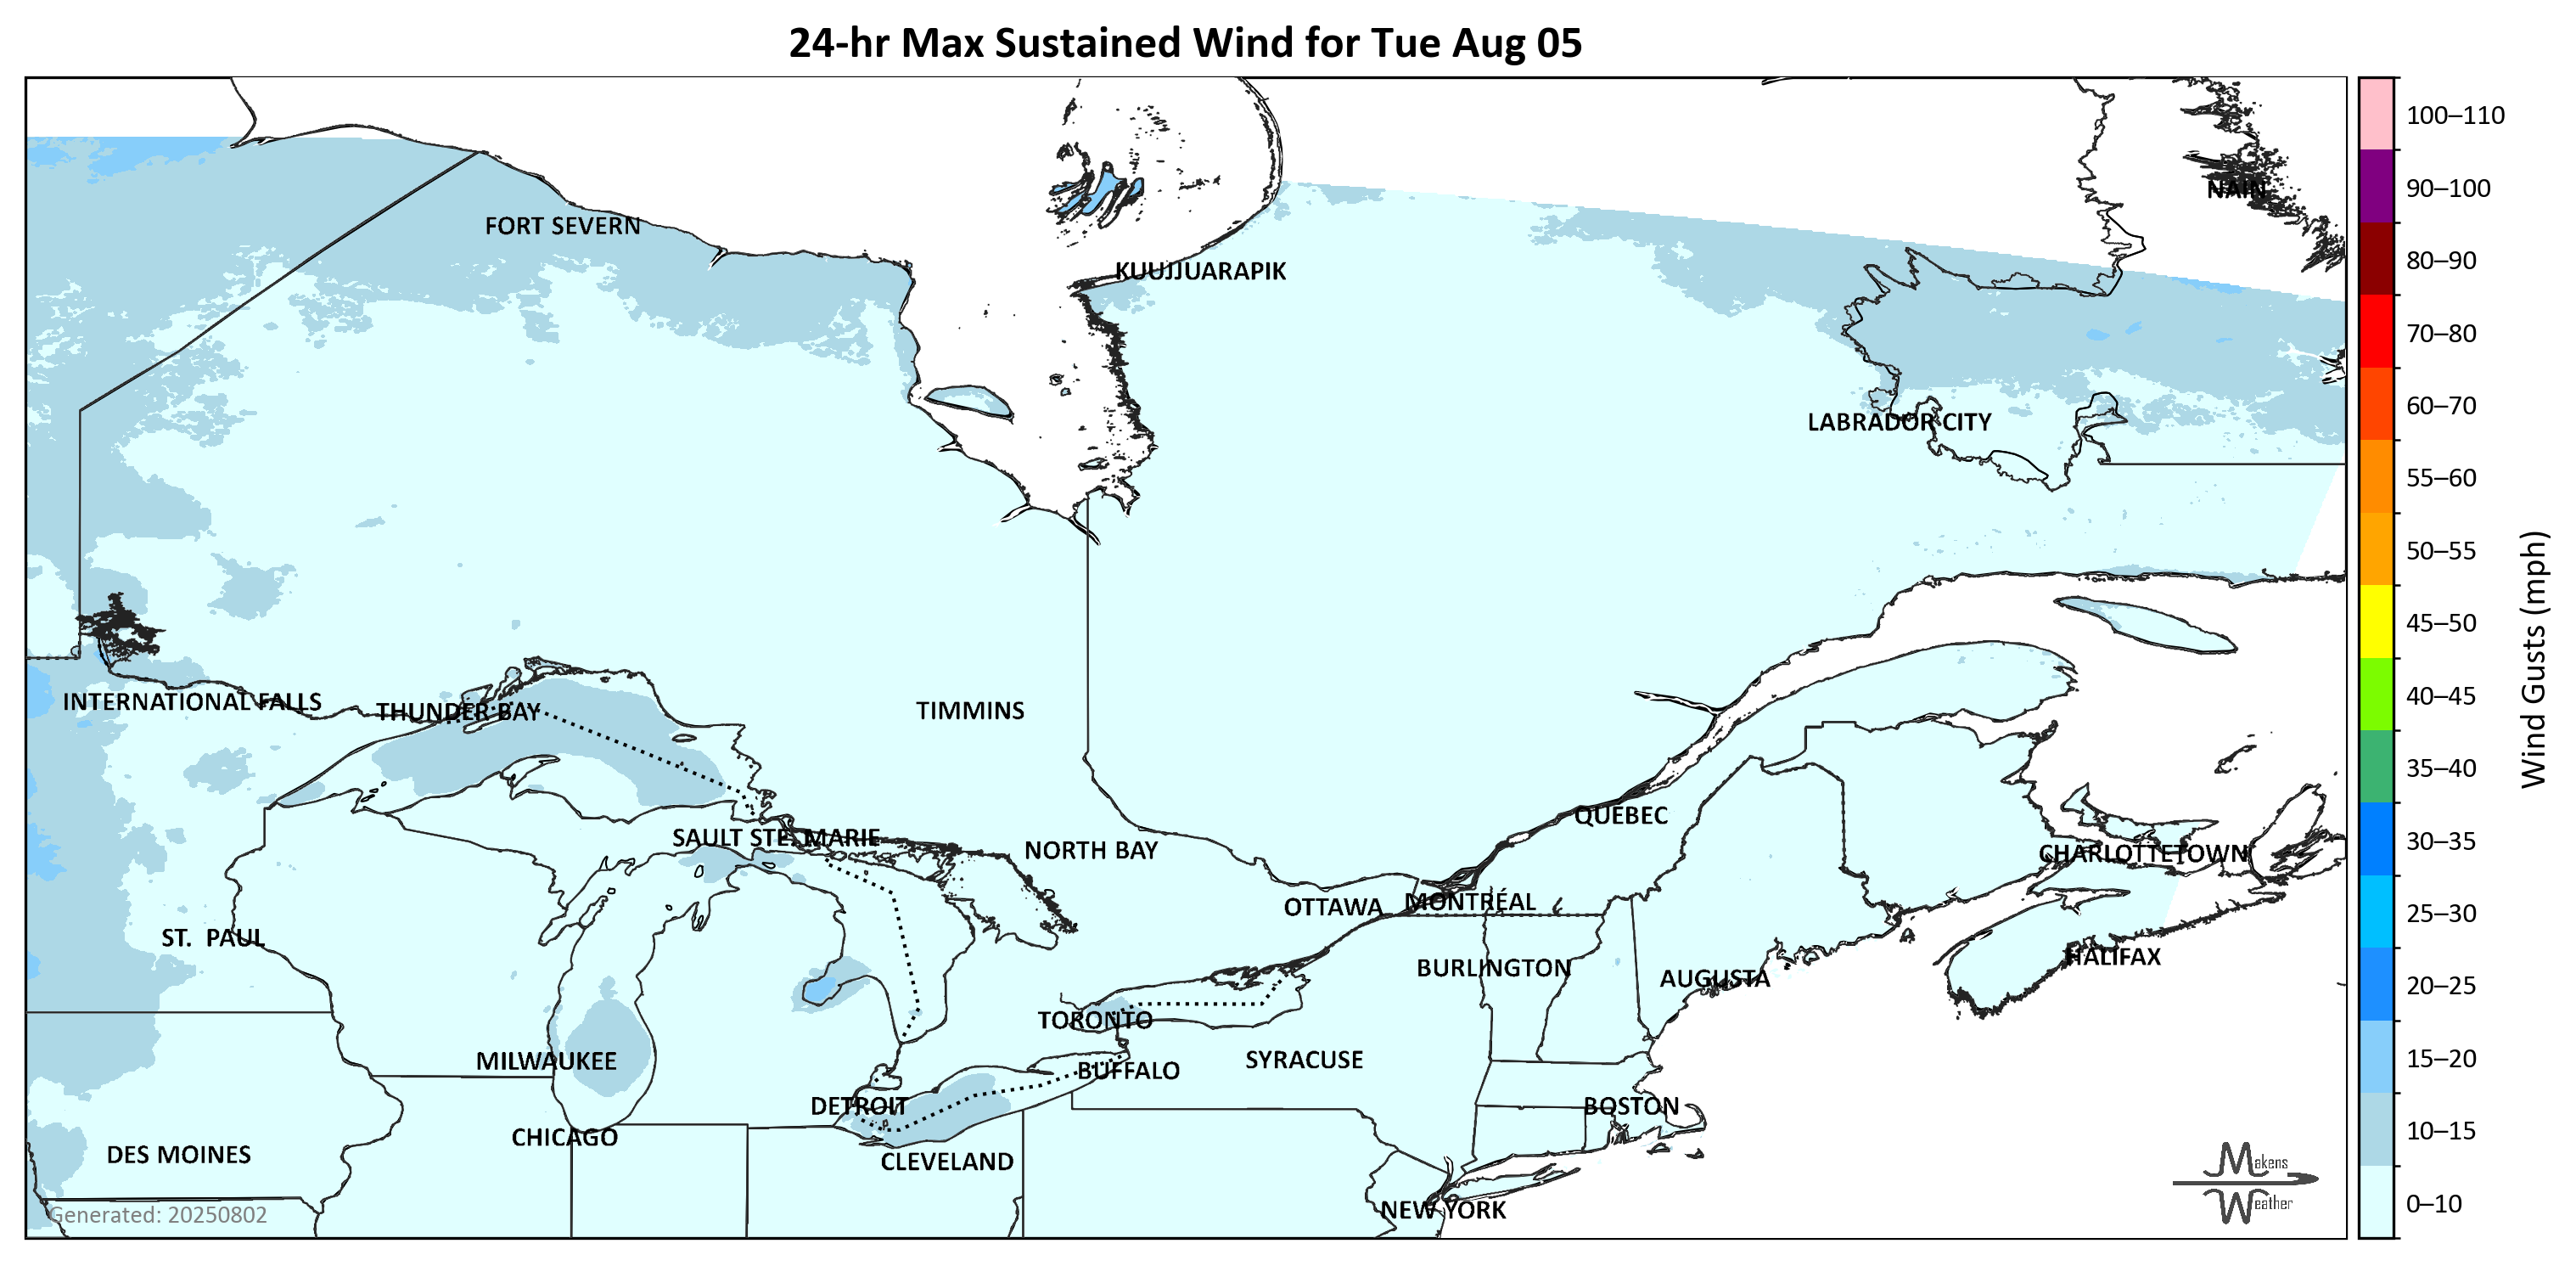 24-hr Max Sustained Wind for Tue Aug 05
100–110
90–100
80–90
70–80
60–70
55–60
50–55
45–50
40–45
35–40
30–35
25–30
20–25
15–20
10–15
0–10
Wind Gusts (mph)
NAIN
FORT SEVERN
KUUJJUARAPIK
LABRADOR CITY
INTERNATIONAL FALLS
THUNDER BAY
TIMMINS
SAULT STE. MARIE
NORTH BAY
QUEBEC
CHARLOTTETOWN
OTTAWA
MONTRÉAL
ST. PAUL
HALIFAX
BURLINGTON
AUGUSTA
TORONTO
MILWAUKEE
SYRACUSE
BUFFALO
DETROIT
BOSTON
CHICAGO
DES MOINES
CLEVELAND
NEW YORK
Generated: 20250802
Makens
Weather